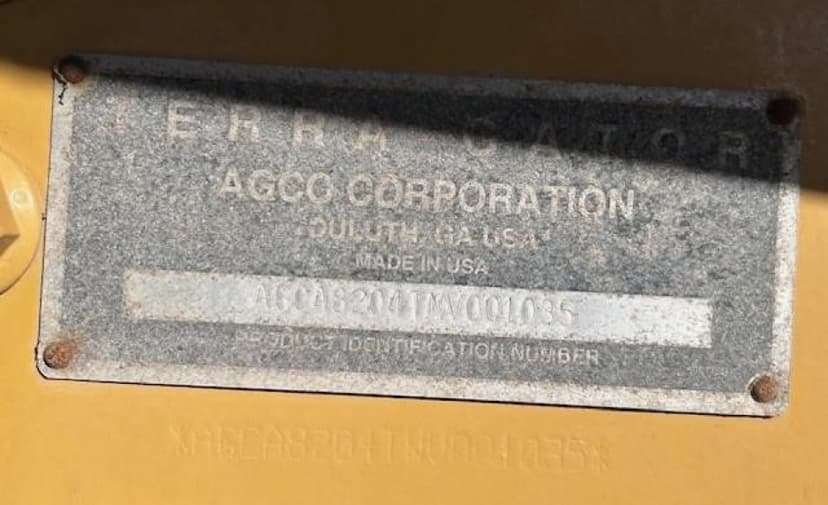 TERRA-GATOR
AGCO CORPORATION
DULUTH, GA USA
MADE IN USA
AGCA8204TMV001035
PRODUCT IDENTIFICATION NUMBER